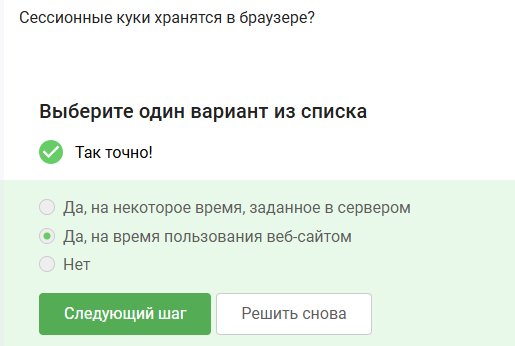 Сессионные куки хранятся в браузере?
Выберите один вариант из списка
Так точно!
Да, на некоторое время, заданное в сервером
Да, на время пользования веб-сайтом
Нет
Следующий шаг
Решить снова